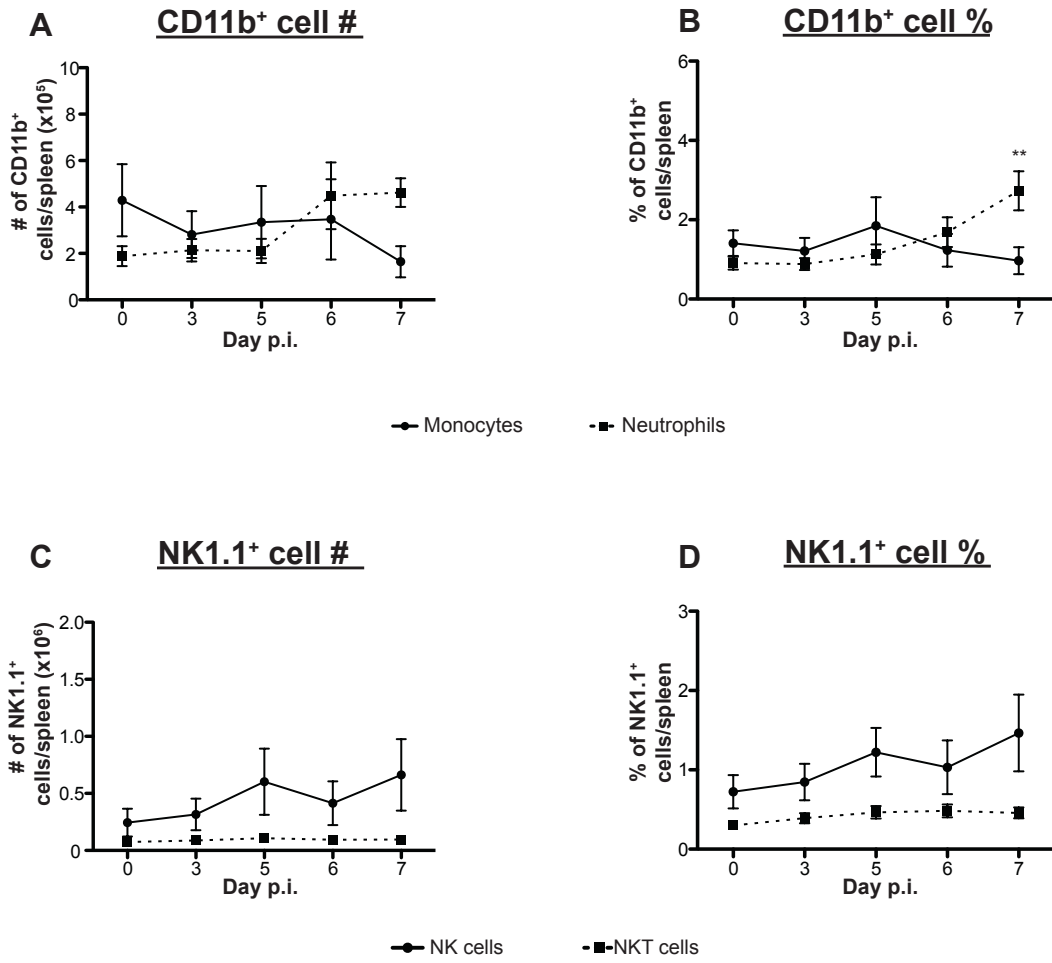 A
CD11b⁺ cell #
# of CD11b⁺
cells/spleen (x10⁵)
10
8
6
4
2
0
0 3 5 6 7
Day p.i.
B
CD11b⁺ cell %
% of CD11b⁺
cells/spleen
6
4
2
0
**
0 3 5 6 7
Day p.i.
Monocytes Neutrophils
C
NK1.1⁺ cell #
# of NK1.1⁺
cells/spleen (x10⁶)
2.0
1.5
1.0
0.5
0
0 3 5 6 7
Day p.i.
D
NK1.1⁺ cell %
% of NK1.1⁺
cells/spleen
3
2
1
0
0 3 5 6 7
Day p.i.
NK cells NKT cells